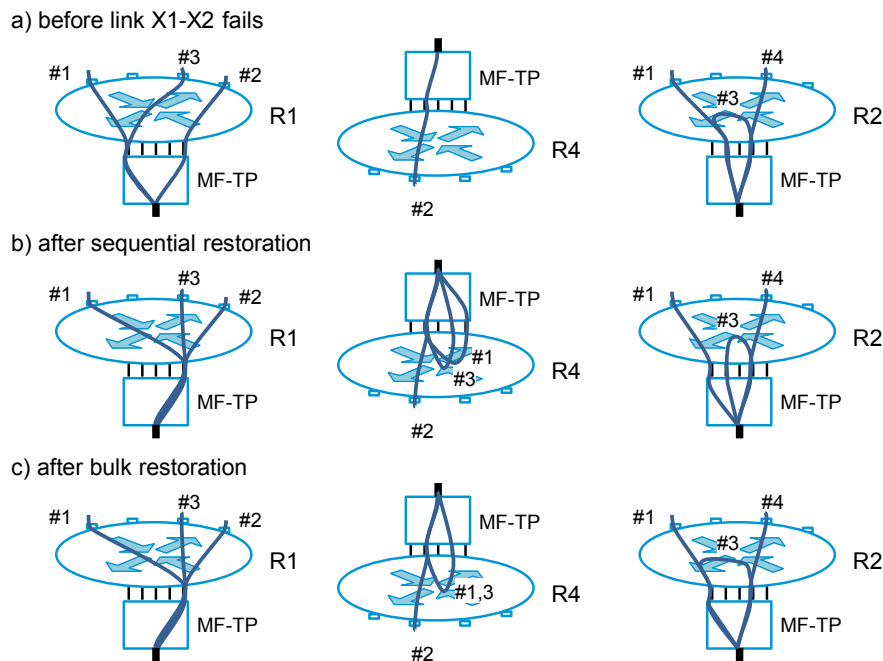 a) before link X1-X2 fails
#1 #3 #2 #1 #4
MF-TP
#3
R1 R4 R2
MF-TP MF-TP
#2
b) after sequential restoration
#1 #3 #2 #1 #4
MF-TP
#3
R1 #1 R2
#3 R4
MF-TP MF-TP
#2
c) after bulk restoration
#1 #3 #2 #1 #4
MF-TP
#3
R1 R2
#1,3 R4
MF-TP MF-TP
#2